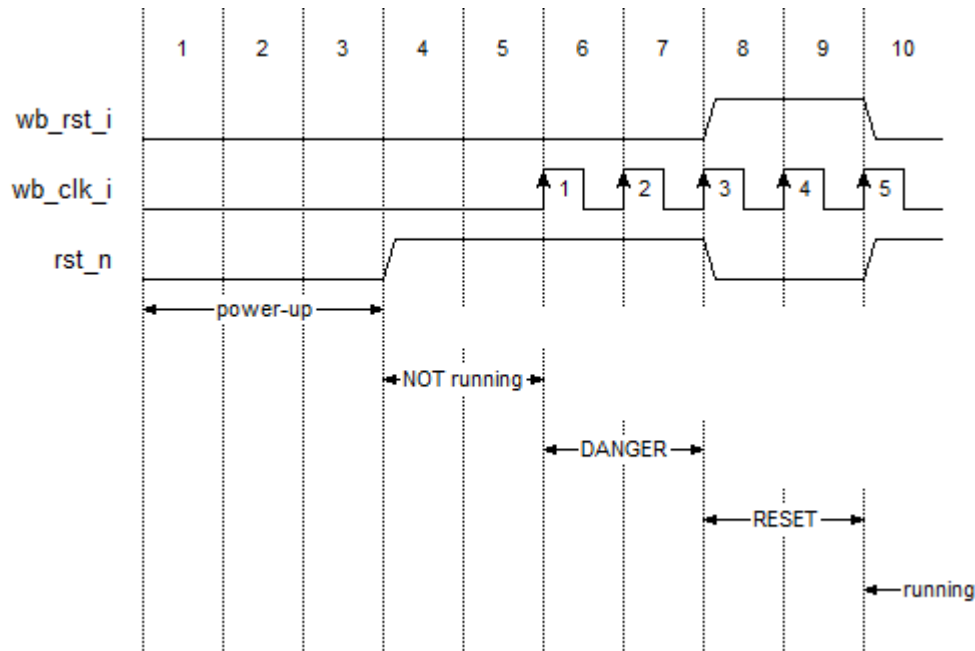 1 2 3 4 5 6 7 8 9 10
wb_rst_i
wb_clk_i 1 2 3 4 5
rst_n
power-up
NOT running
DANGER
RESET
running